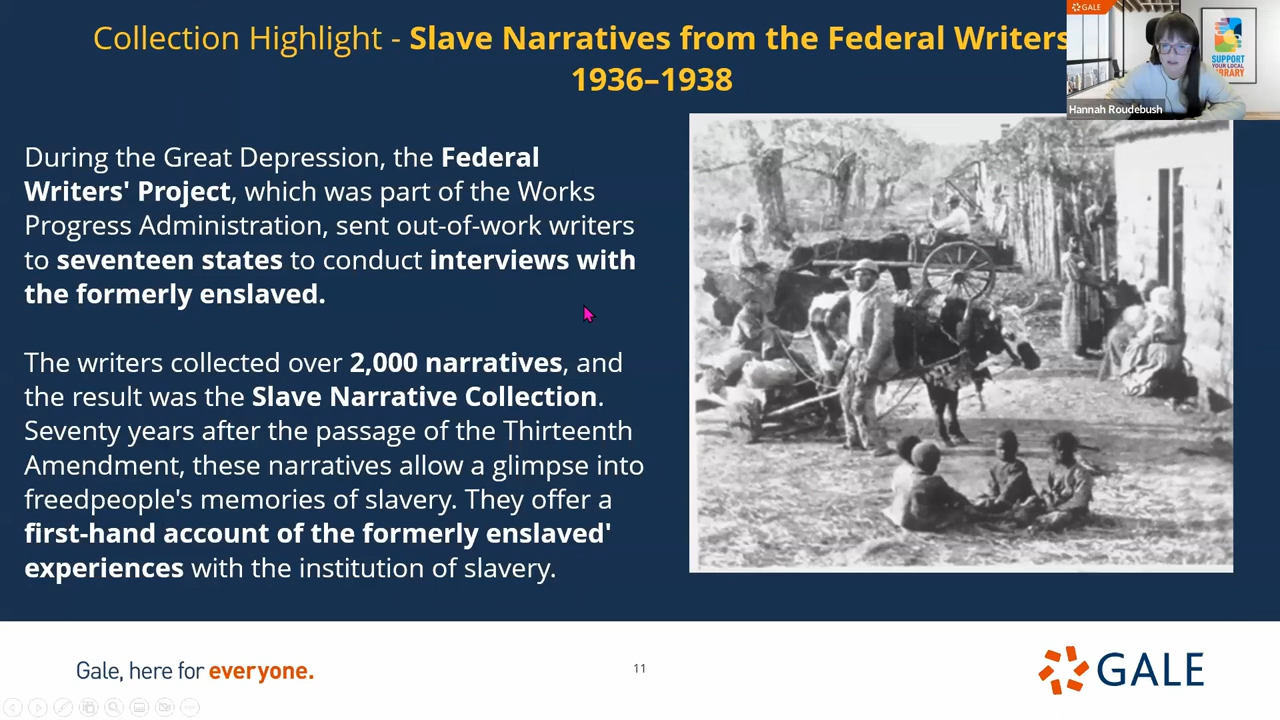 Collection Highlight - Slave Narratives from the Federal Writers
1936–1938
GALE
SUPPORT
YOUR LOCAL
LIBRARY
Hannah Roudebush
During the Great Depression, the Federal
Writers' Project, which was part of the Works
Progress Administration, sent out-of-work writers
to seventeen states to conduct interviews with
the formerly enslaved.
The writers collected over 2,000 narratives, and
the result was the Slave Narrative Collection.
Seventy years after the passage of the Thirteenth
Amendment, these narratives allow a glimpse into
freedpeople's memories of slavery. They offer a
first-hand account of the formerly enslaved'
experiences with the institution of slavery.
Gale, here for everyone.
11
GALE